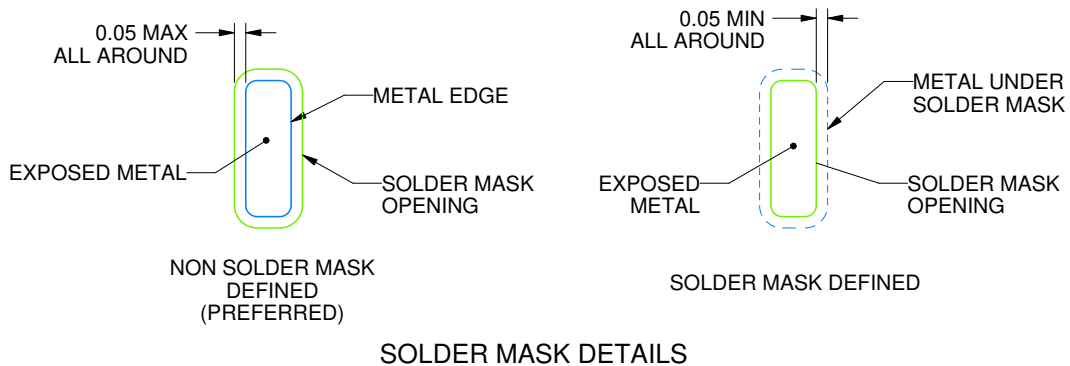 0.05 MAX
ALL AROUND
METAL EDGE
EXPOSED METAL
SOLDER MASK
OPENING
NON SOLDER MASK
DEFINED
(PREFERRED)
0.05 MIN
ALL AROUND
METAL UNDER
SOLDER MASK
EXPOSED
METAL
SOLDER MASK
OPENING
SOLDER MASK DEFINED
SOLDER MASK DETAILS